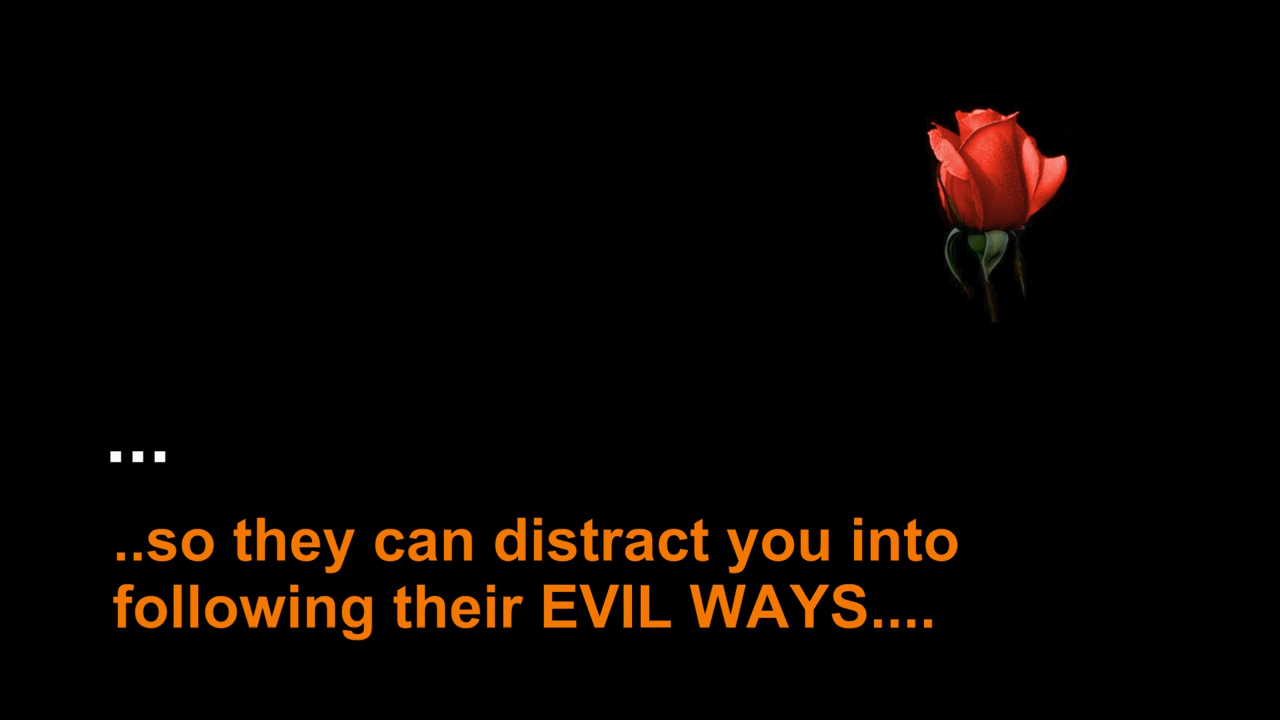 ...
..so they can distract you into
following their EVIL WAYS....